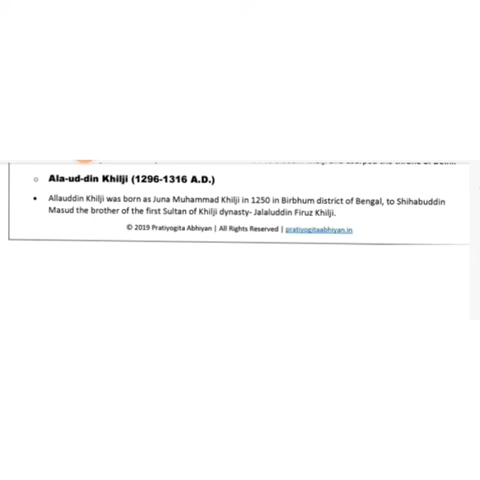 Ala-ud-din Khilji (1296-1316 A.D.)
Allauddin Khilji was born as Juna Muhammad Khilji in 1250 in Birbhum district of Bengal, to Shihabuddin
Masud the brother of the first Sultan of Khilji dynasty- Jalaluddin Firuz Khilji.
© 2019 Pratiyogita Abhiyan | All Rights Reserved | pratiyogitaabhiyan.in